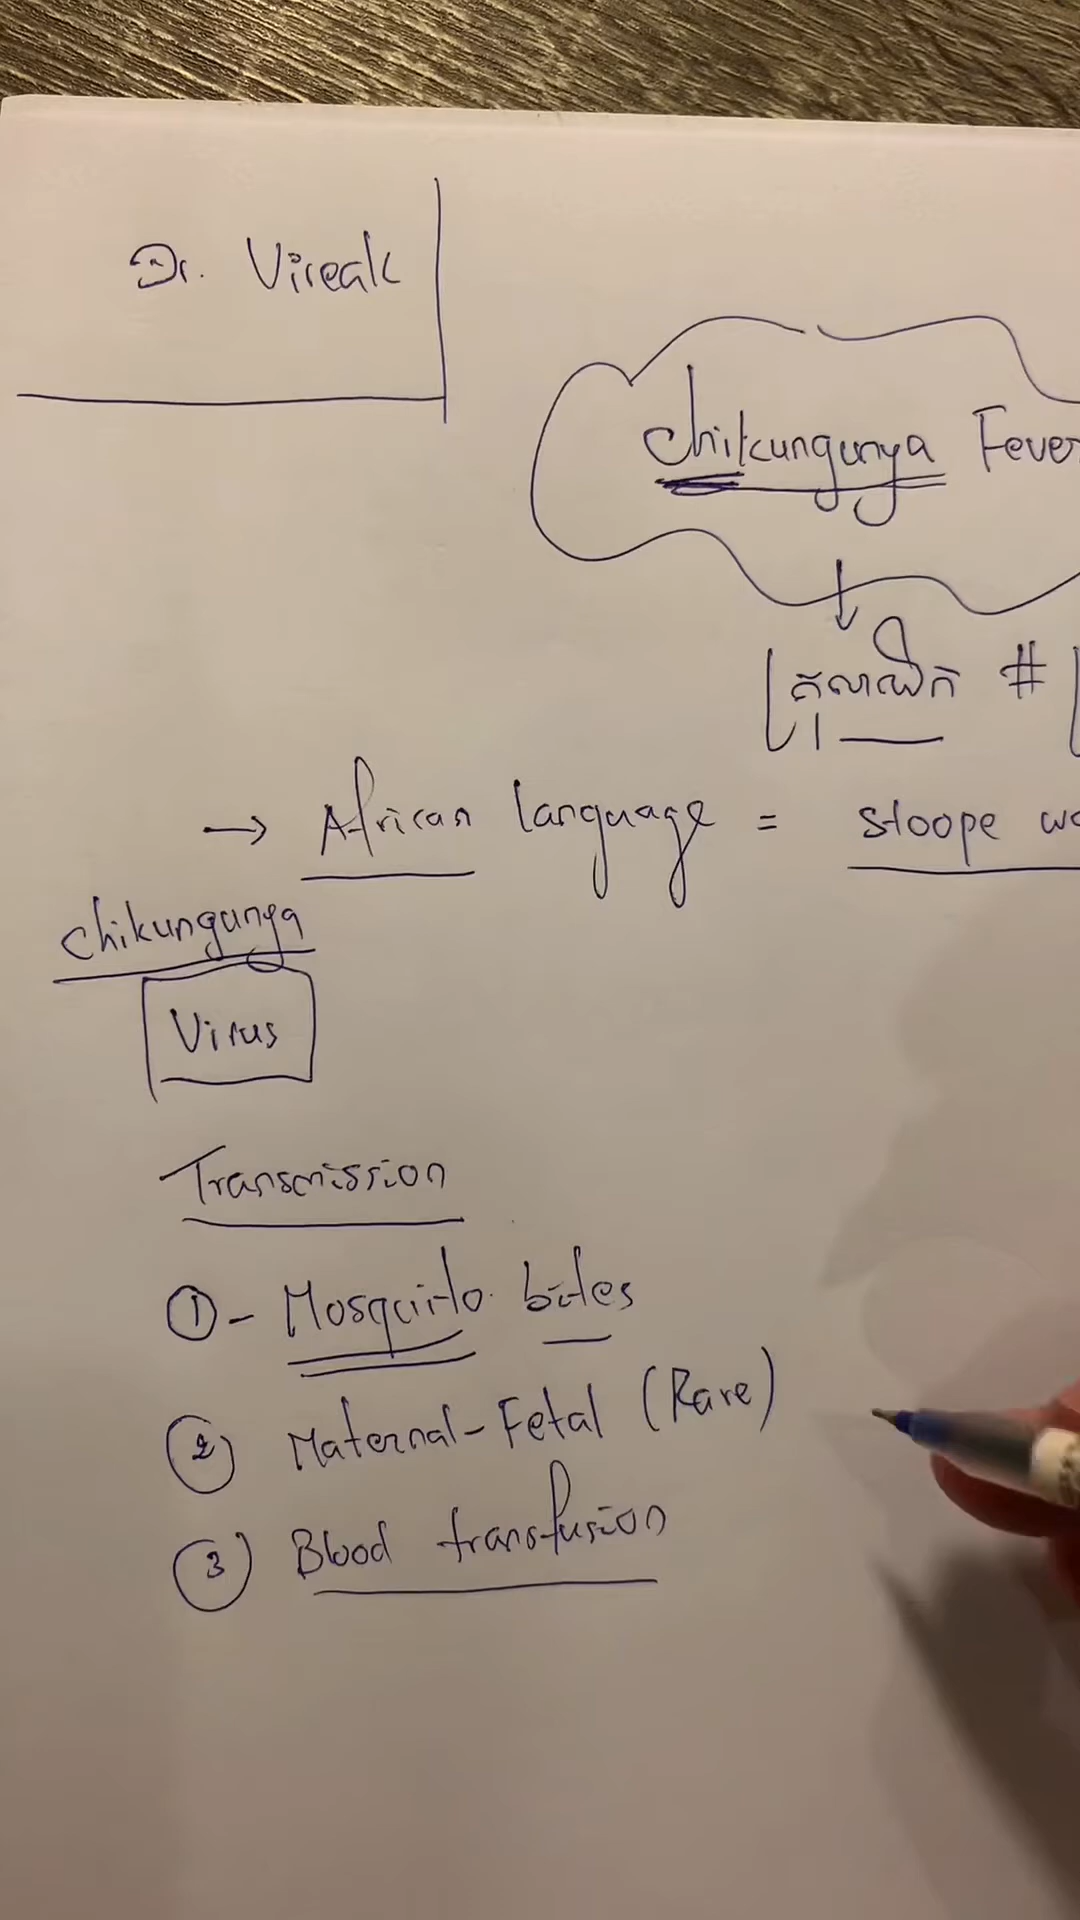 Dr. Vireak
Chikungunya Fever
គ្រុនឈឺក #
→ African language = stoope
Chikungunya
Virus
Transmission
① - Mosquito bites
② Maternal-Fetal (Rare)
③ Blood transfusion